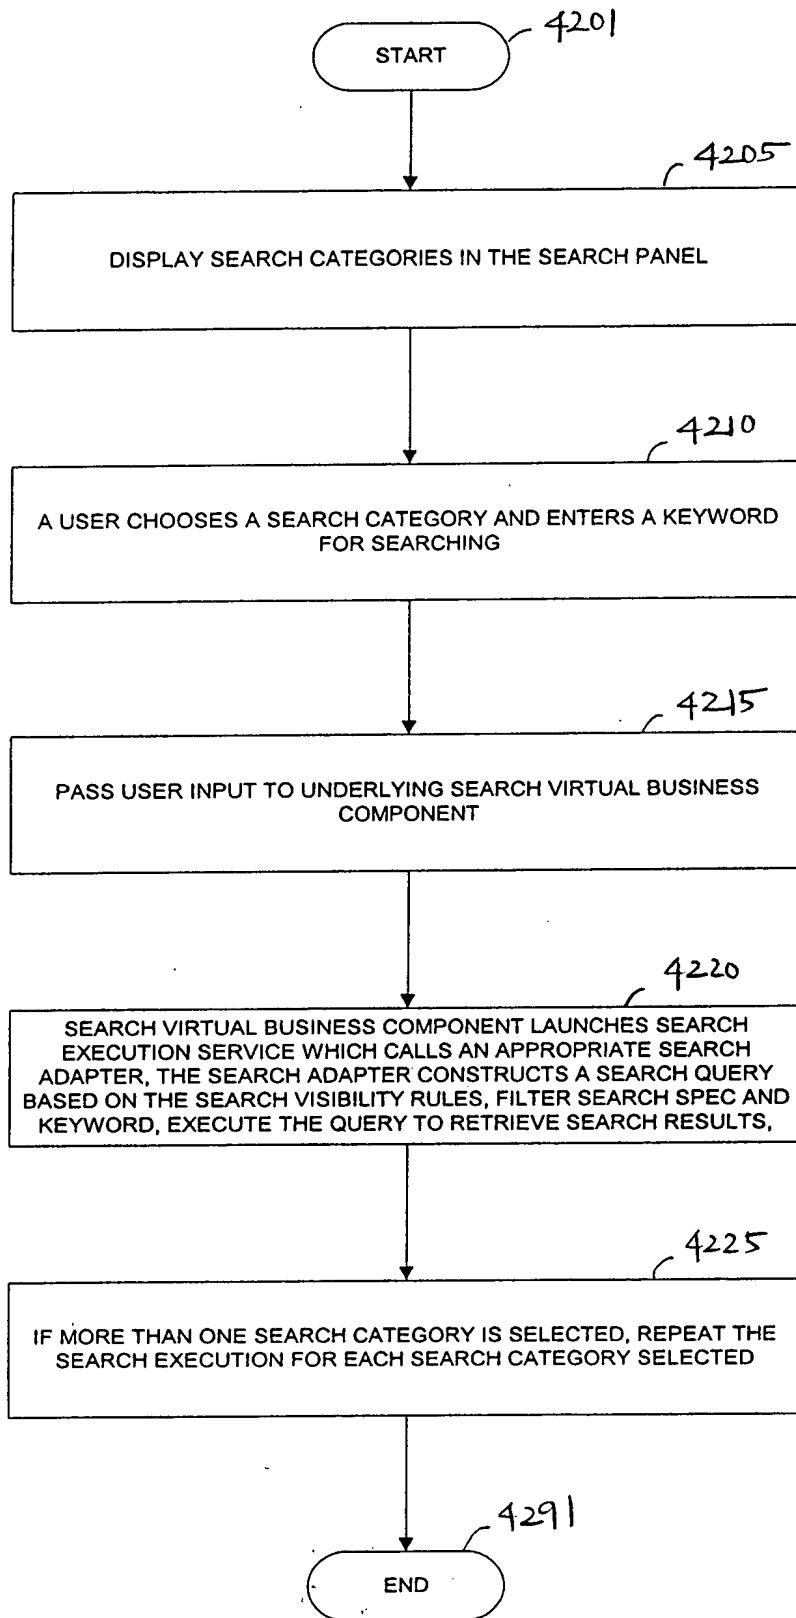 4201
START
4205
DISPLAY SEARCH CATEGORIES IN THE SEARCH PANEL
4210
A USER CHOOSES A SEARCH CATEGORY AND ENTERS A KEYWORD
FOR SEARCHING
4215
PASS USER INPUT TO UNDERLYING SEARCH VIRTUAL BUSINESS
COMPONENT
4220
SEARCH VIRTUAL BUSINESS COMPONENT LAUNCHES SEARCH
EXECUTION SERVICE WHICH CALLS AN APPROPRIATE SEARCH
ADAPTER, THE SEARCH ADAPTER CONSTRUCTS A SEARCH QUERY
BASED ON THE SEARCH VISIBILITY RULES, FILTER SEARCH SPEC AND
KEYWORD, EXECUTE THE QUERY TO RETRIEVE SEARCH RESULTS,
4225
IF MORE THAN ONE SEARCH CATEGORY IS SELECTED, REPEAT THE
SEARCH EXECUTION FOR EACH SEARCH CATEGORY SELECTED
4291
END